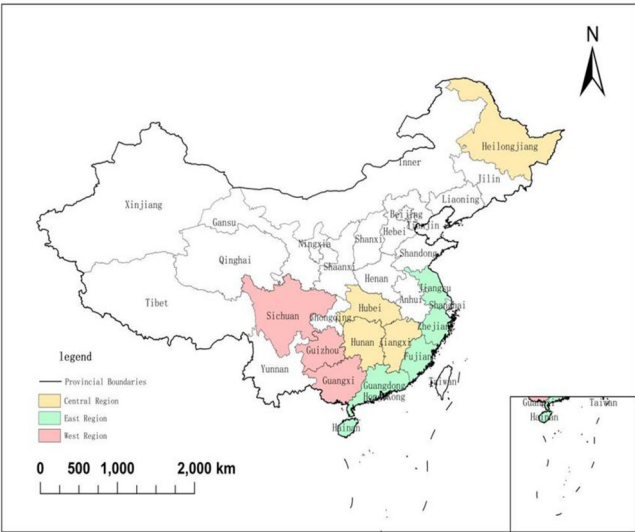 N
Heilongjiang
Inner
Jilin
Liaoning
Xinjiang
Beijing
Tianjin
Gansu
Hebei
Ningxia
Shanxi
Shandong
Qinghai
Shaanxi
Henan
Tibet
Jiangsu
Anhui
Shanghai
Hubei
Sichuan
Chongqing
Zhejiang
Hunan
Jiangxi
Guizhou
Fujian
Yunnan
Guangxi
Guangdong
Taiwan
Hongkong
Hainan
legend
Provincial Boundaries
Central Region
East Region
West Region
0 500 1,000 2,000 km
Guangxi
Taiwan
Hainan